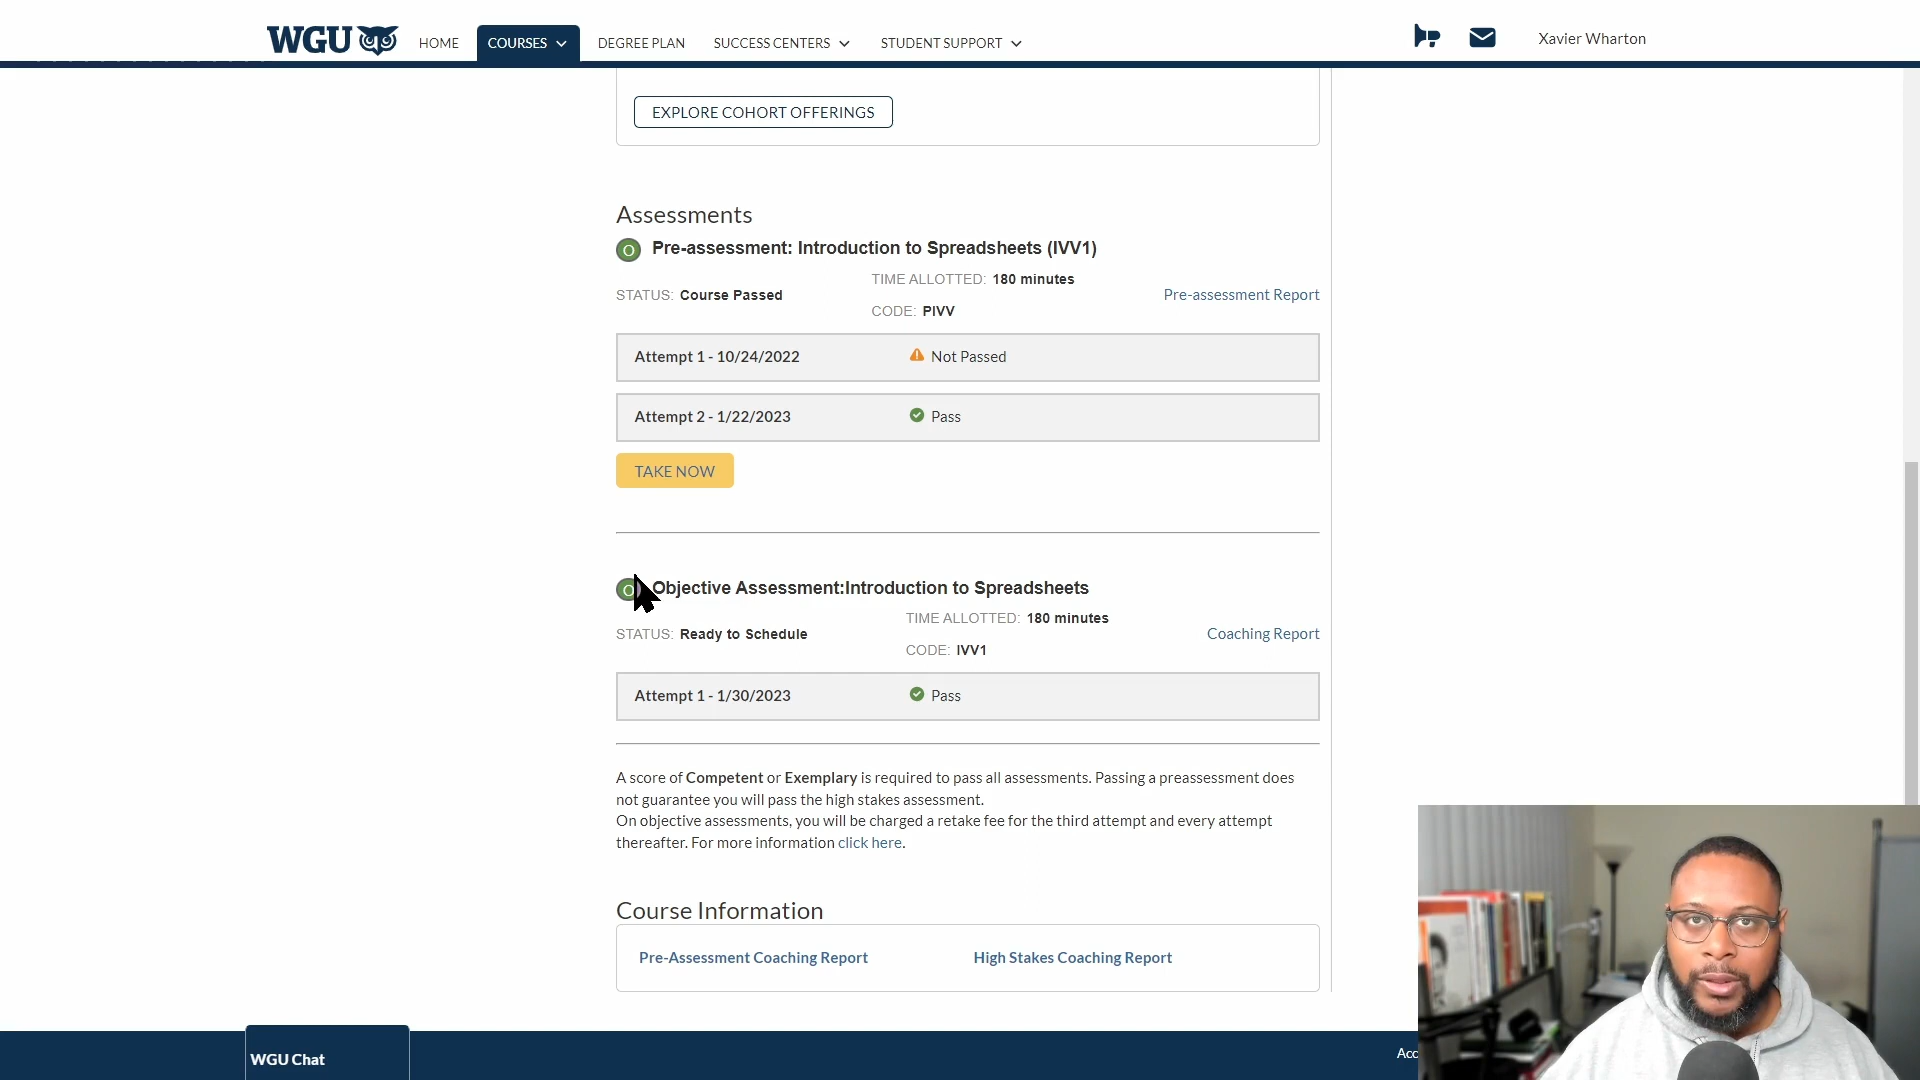 WGU HOME COURSES DEGREE PLAN SUCCESS CENTERS STUDENT SUPPORT Xavier Wharton
EXPLORE COHORT OFFERINGS
Assessments
O Pre-assessment: Introduction to Spreadsheets (IVV1)
TIME ALLOTTED: 180 minutes
STATUS: Course Passed Pre-assessment Report
CODE: PIVV
Attempt 1 - 10/24/2022 Not Passed
Attempt 2 - 1/22/2023 Pass
TAKE NOW
O Objective Assessment:Introduction to Spreadsheets
TIME ALLOTTED: 180 minutes
STATUS: Ready to Schedule Coaching Report
CODE: IVV1
Attempt 1 - 1/30/2023 Pass
A score of Competent or Exemplary is required to pass all assessments. Passing a preassessment does
not guarantee you will pass the high stakes assessment.
On objective assessments, you will be charged a retake fee for the third attempt and every attempt
thereafter. For more information click here.
Course Information
Pre-Assessment Coaching Report High Stakes Coaching Report
WGU Chat Acc